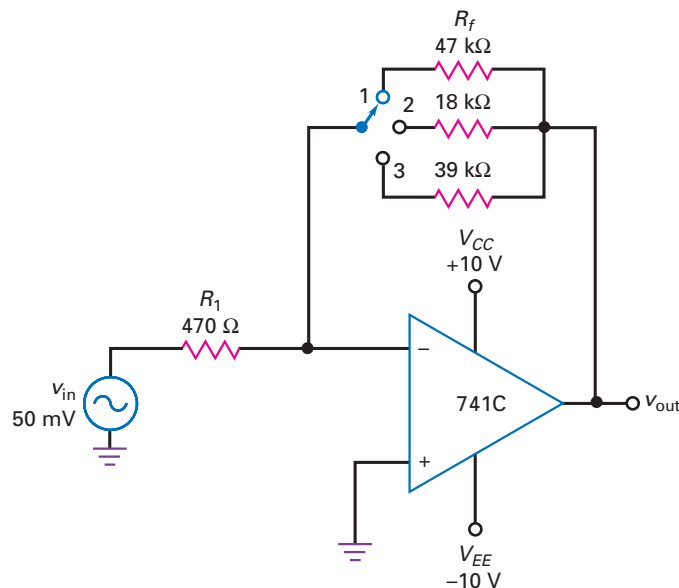 R_f
47 kΩ
1
2
18 kΩ
3
39 kΩ
V_CC
+10 V
R_1
470 Ω
−
v_in
50 mV
741C
v_out
+
V_EE
−10 V